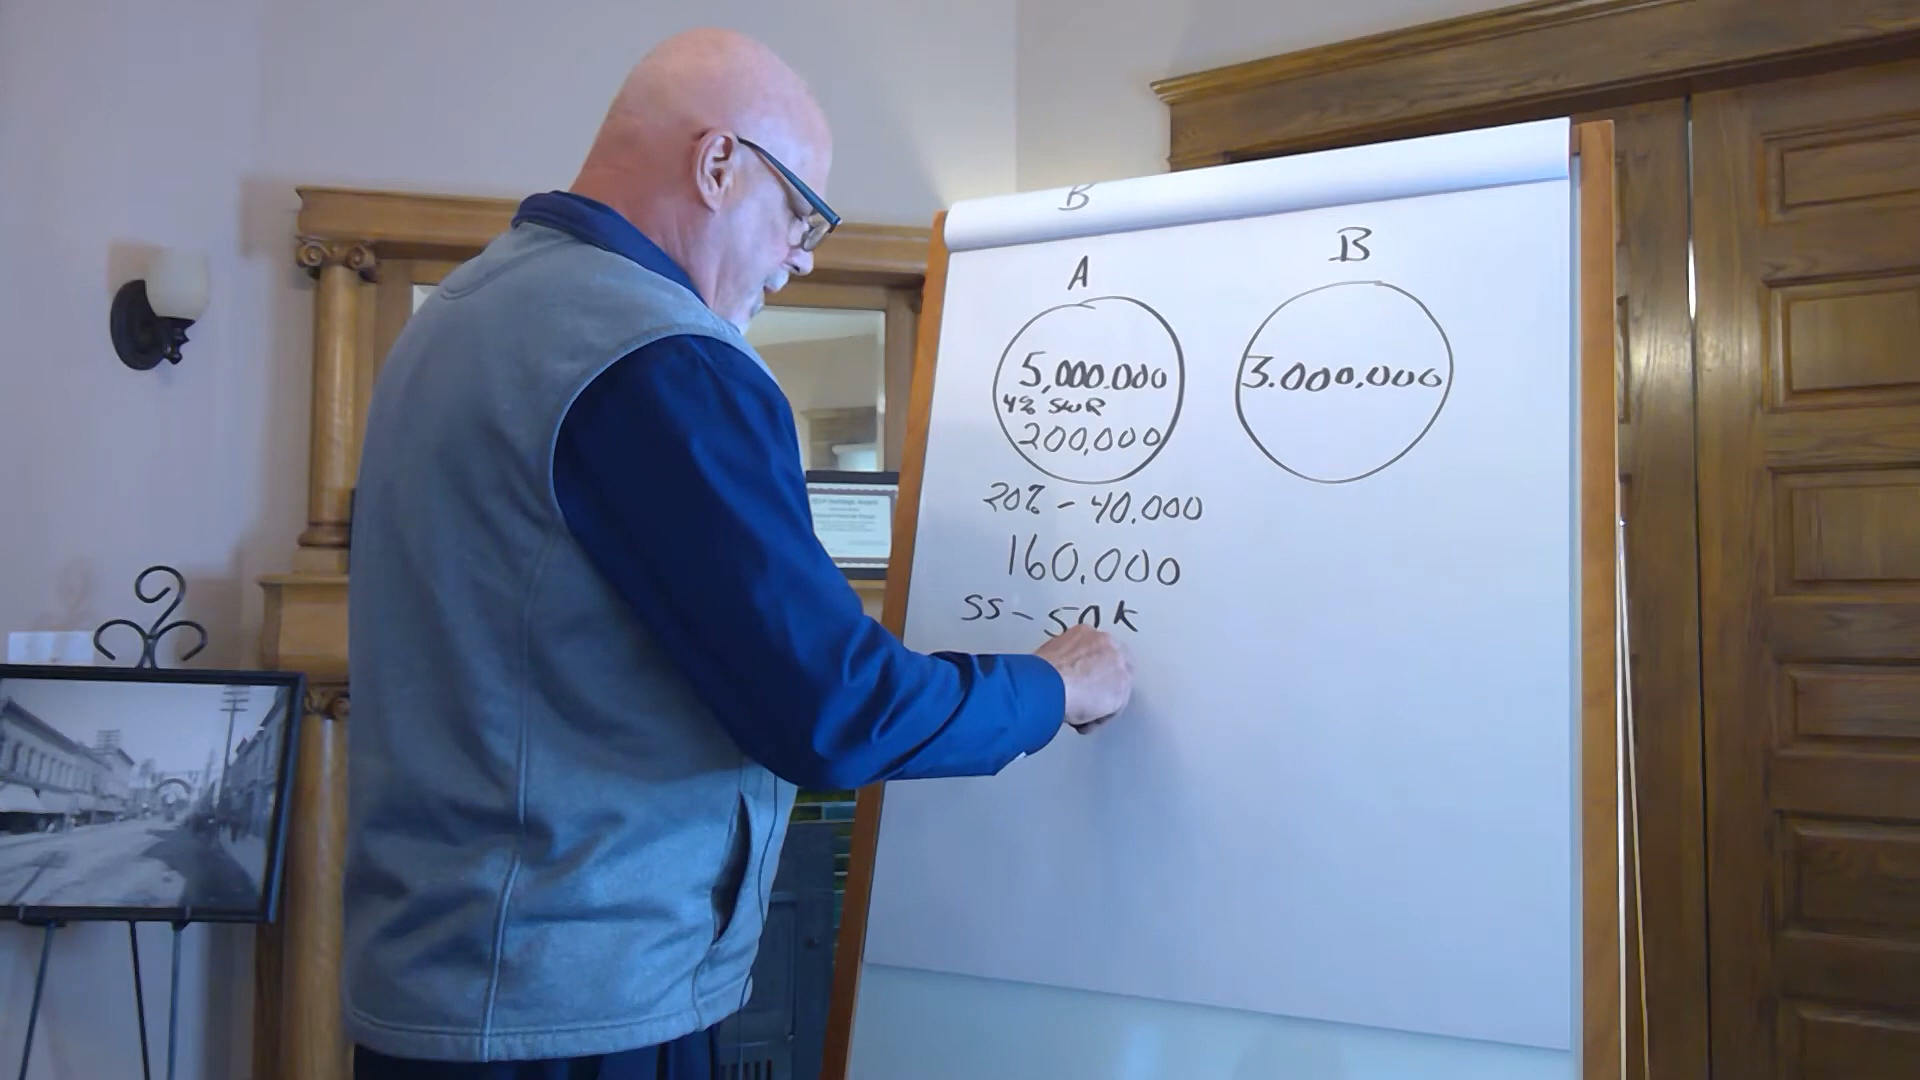 B
A
B
5,000.000
4% SWR
200,000
3.000,000
20% - 40.000
160.000
SS - 50K